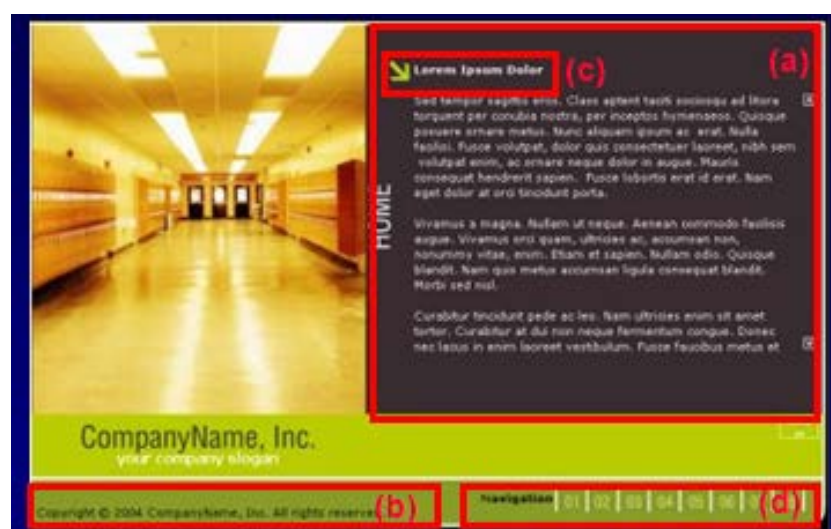 (a)
Lorem Ipsum Dolor (c)
Sed tempor sagittis eros. Class aptent taciti sociosqu ad litora
torquent per conubia nostra, per inceptos hymenaeos. Quisque
posuere ornare metus. Nunc aliquam ipsum ac erat. Nulla
facilisi. Fusce volutpat, dolor quis consectetuer laoreet, nibh sem
volutpat enim, ac ornare neque dolor in augue. Mauris
consequat hendrerit sapien. Fusce lobortis erat id erat. Nam
eget dolor at orci tincidunt porta.
HOME
Vivamus a magna. Nullam ut neque. Aenean commodo facilisis
augue. Vivamus orci quam, ultricies ac, accumsan non,
nonummy vitae, enim. Etiam et sapien. Nullam odio. Quisque
blandit. Nam quis metus accumsan ligula consequat blandit.
Morbi sed nisl.
Curabitur tincidunt pede ac leo. Nam ultricies enim sit amet
tortor. Curabitur at dui non neque fermentum congue. Donec
nec lacus in enim laoreet vestibulum. Fusce faucibus metus et
CompanyName, Inc.
your company slogan
Copyright © 2004 CompanyName, Inc. All rights reserved (b)
Navigation 01 02 03 04 05 06 (d)